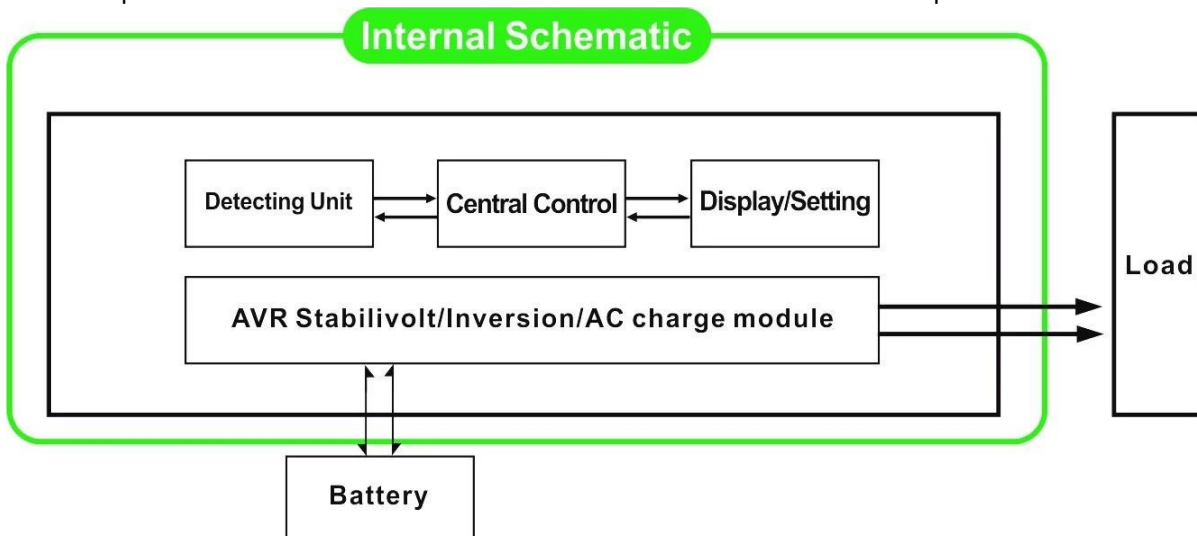 Internal Schematic
Detecting Unit
Central Control
Display/Setting
Load
AVR Stabilivolt/Inversion/AC charge module
Battery